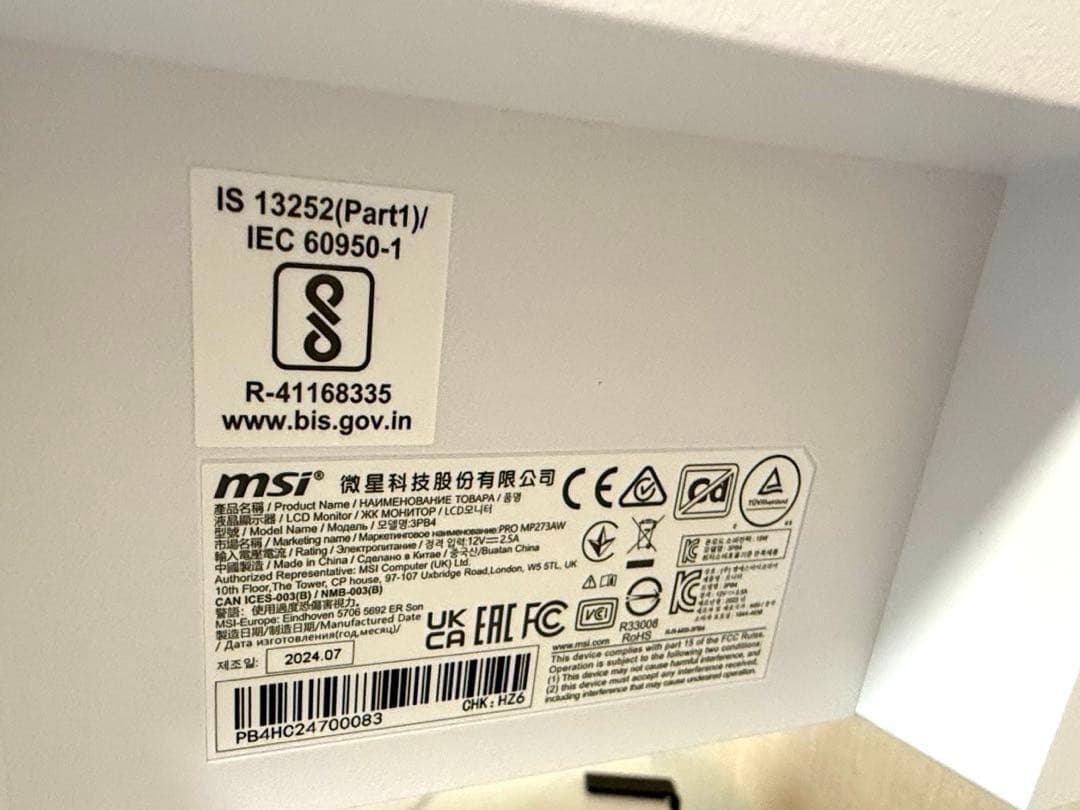 IS 13252(Part1)/
IEC 60950-1
R-41168335
www.bis.gov.in
msi® 微星科技股份有限公司
產品名稱 / Product Name / НАИМЕНОВАНИЕ ТОВАРА / 품명
液晶顯示器 / LCD Monitor / ЖК МОНИТОР / LCD모니터
型號 / Model Name / Модель / 모델명:3PB4
市場名稱 / Marketing name / Маркетинговое наименование:PRO MP273AW
輸入電壓電流 / Rating / Электропитание / 정격 입력:12V⎓2.5A
中國製造 / Made in China / Сделано в Китае / 중국산/Buatan China
Authorized Representative: MSI Computer (UK) Ltd.
10th Floor,The Tower, CP house, 97-107 Uxbridge Road,London, W5 5TL, UK
CAN ICES-003(B) / NMB-003(B)
警語: 使用過度恐傷害視力.
MSI-Europe: Eindhoven 5706 5692 ER Son
製造日期/制造日期/Manufactured Date
/ Дата изготовления(год,месяц)/
제조일: 2024.07
PB4HC24700083
CHK: HZ6
CE
Cd
TÜVRheinland
UK
CA
EAC
FC
VCI
R33008
RoHS
www.msi.com
This device complies with part 15 of the FCC Rules.
Operation is subject to the following two conditions:
(1) This device may not cause harmful interference, and
(2) this device must accept any interference received,
including interference that may cause undesired operation.